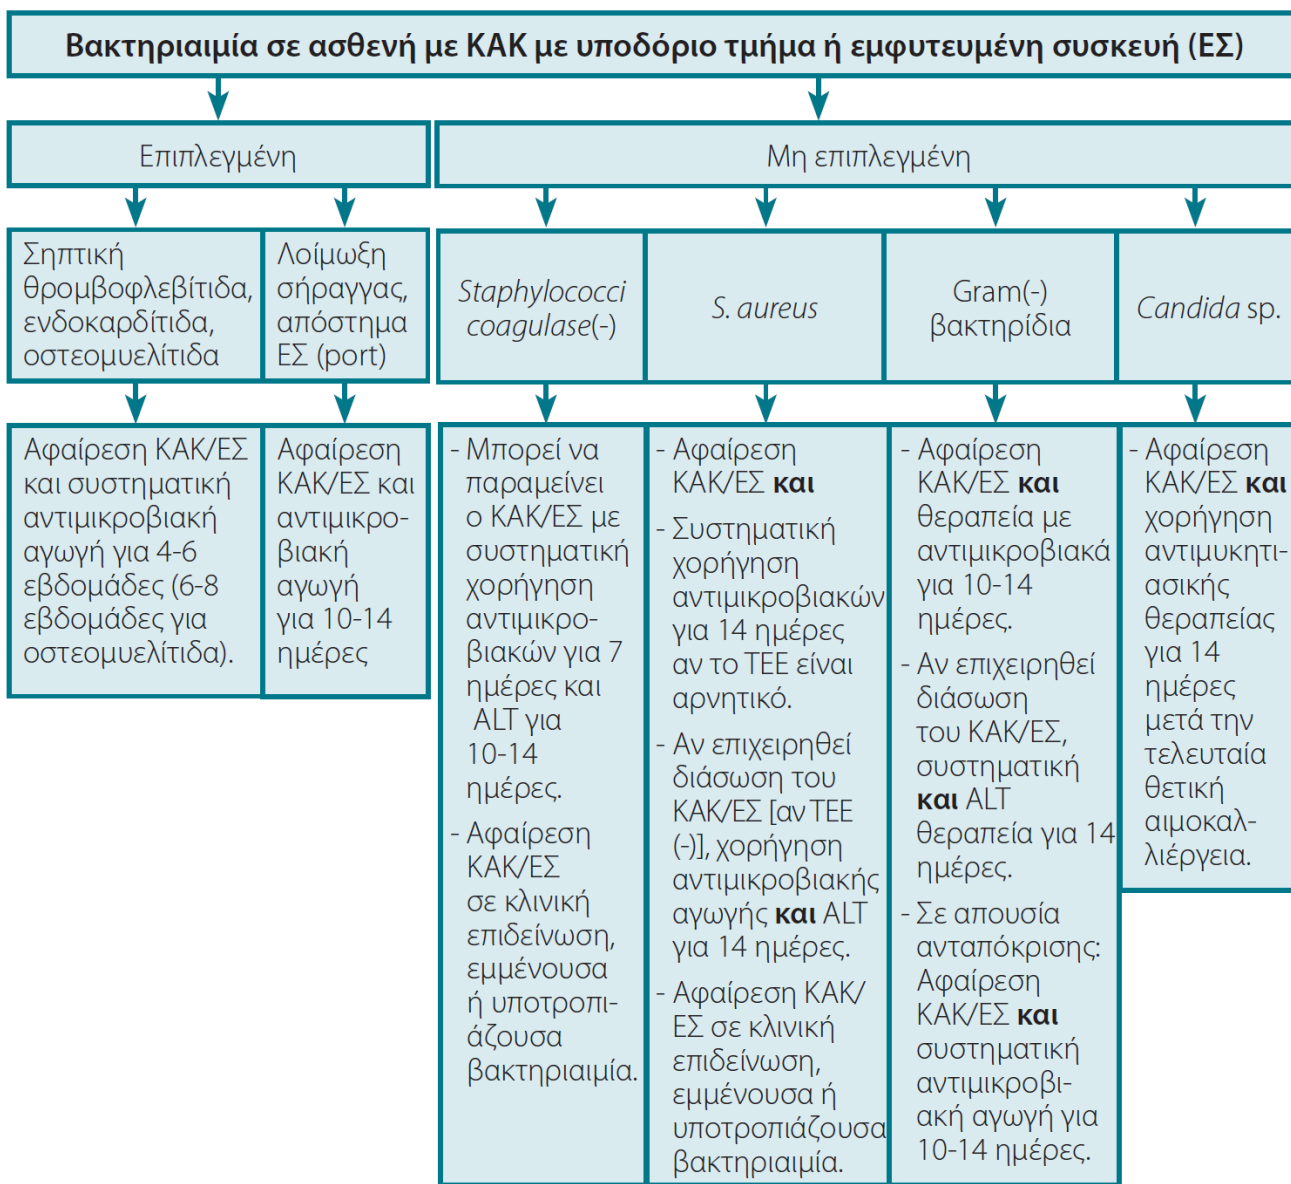 Βακτηριαιμία σε ασθενή με ΚΑΚ με υποδόριο τμήμα ή εμφυτευμένη συσκευή (ΕΣ)
Επιπλεγμένη
Μη επιπλεγμένη
Σηπτική
θρομβοφλεβίτιδα,
ενδοκαρδίτιδα,
οστεομυελίτιδα
Λοίμωξη
σήραγγας,
απόστημα
ΕΣ (port)
Staphylococci
coagulase(-)
S. aureus
Gram(-)
βακτηρίδια
Candida sp.
Αφαίρεση ΚΑΚ/ΕΣ
και συστηματική
αντιμικροβιακή
αγωγή για 4-6
εβδομάδες (6-8
εβδομάδες για
οστεομυελίτιδα).
Αφαίρεση
ΚΑΚ/ΕΣ και
αντιμικρο-
βιακή
αγωγή
για 10-14
ημέρες
- Μπορεί να
παραμείνει
ο ΚΑΚ/ΕΣ με
συστηματική
χορήγηση
αντιμικρο-
βιακών για 7
ημέρες και
ALT για
10-14
ημέρες.
- Αφαίρεση
ΚΑΚ/ΕΣ
σε κλινική
επιδείνωση,
εμμένουσα
ή υποτροπι-
άζουσα
βακτηριαιμία.
- Αφαίρεση
ΚΑΚ/ΕΣ και
- Συστηματική
χορήγηση
αντιμικροβιακών
για 14 ημέρες
αν το ΤΕΕ είναι
αρνητικό.
- Αν επιχειρηθεί
διάσωση του
ΚΑΚ/ΕΣ [αν ΤΕΕ
(-)], χορήγηση
αντιμικροβιακής
αγωγής και ALT
για 14 ημέρες.
- Αφαίρεση ΚΑΚ/
ΕΣ σε κλινική
επιδείνωση,
εμμένουσα ή
υποτροπιάζουσα
βακτηριαιμία.
- Αφαίρεση
ΚΑΚ/ΕΣ και
θεραπεία με
αντιμικροβιακά
για 10-14
ημέρες.
- Αν επιχειρηθεί
διάσωση
του ΚΑΚ/ΕΣ,
συστηματική
και ALT
θεραπεία για 14
ημέρες.
- Σε απουσία
ανταπόκρισης:
Αφαίρεση
ΚΑΚ/ΕΣ και
συστηματική
αντιμικροβι-
ακή αγωγή για
10-14 ημέρες.
- Αφαίρεση
ΚΑΚ/ΕΣ και
χορήγηση
αντιμυκητι-
ασικής
θεραπείας
για 14
ημέρες
μετά την
τελευταία
θετική
αιμοκαλ-
λιέργεια.